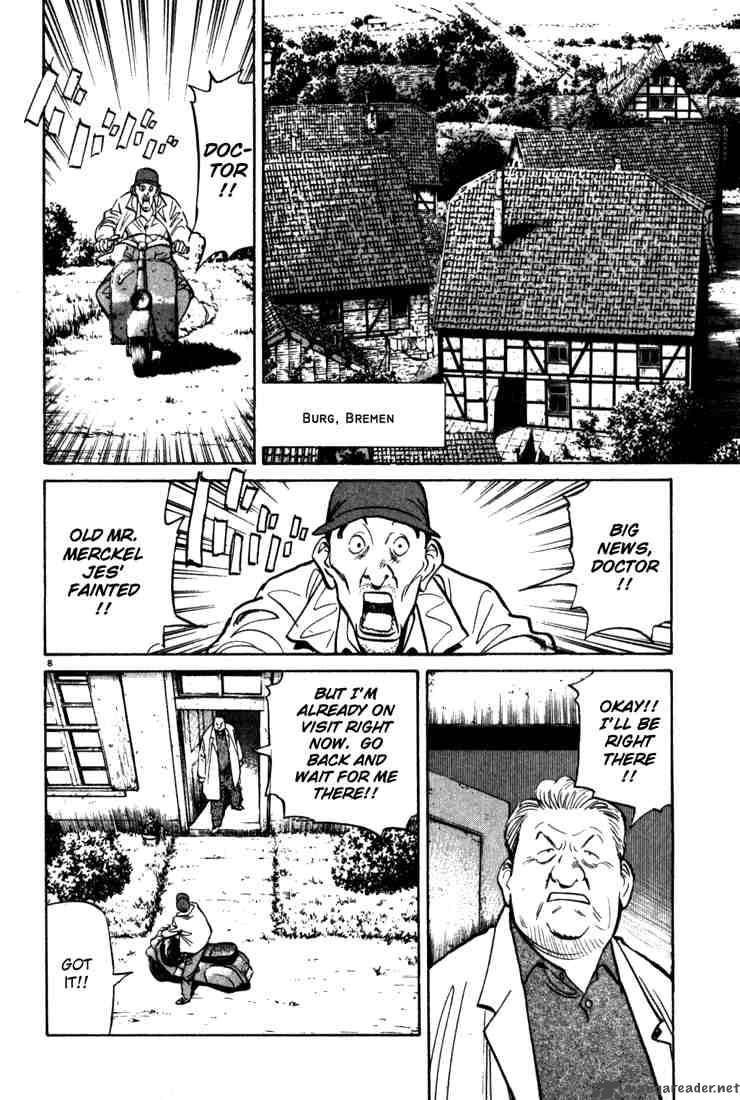 BURG, BREMEN
DOC-
TOR
!!
BIG
NEWS,
DOCTOR
!!
OLD MR.
MERCKEL
JES'
FAINTED
!!
8
OKAY!!
I'LL BE
RIGHT
THERE
!!
BUT I'M
ALREADY ON
VISIT RIGHT
NOW. GO
BACK AND
WAIT FOR ME
THERE!!
GOT
IT!!
mangareader.net